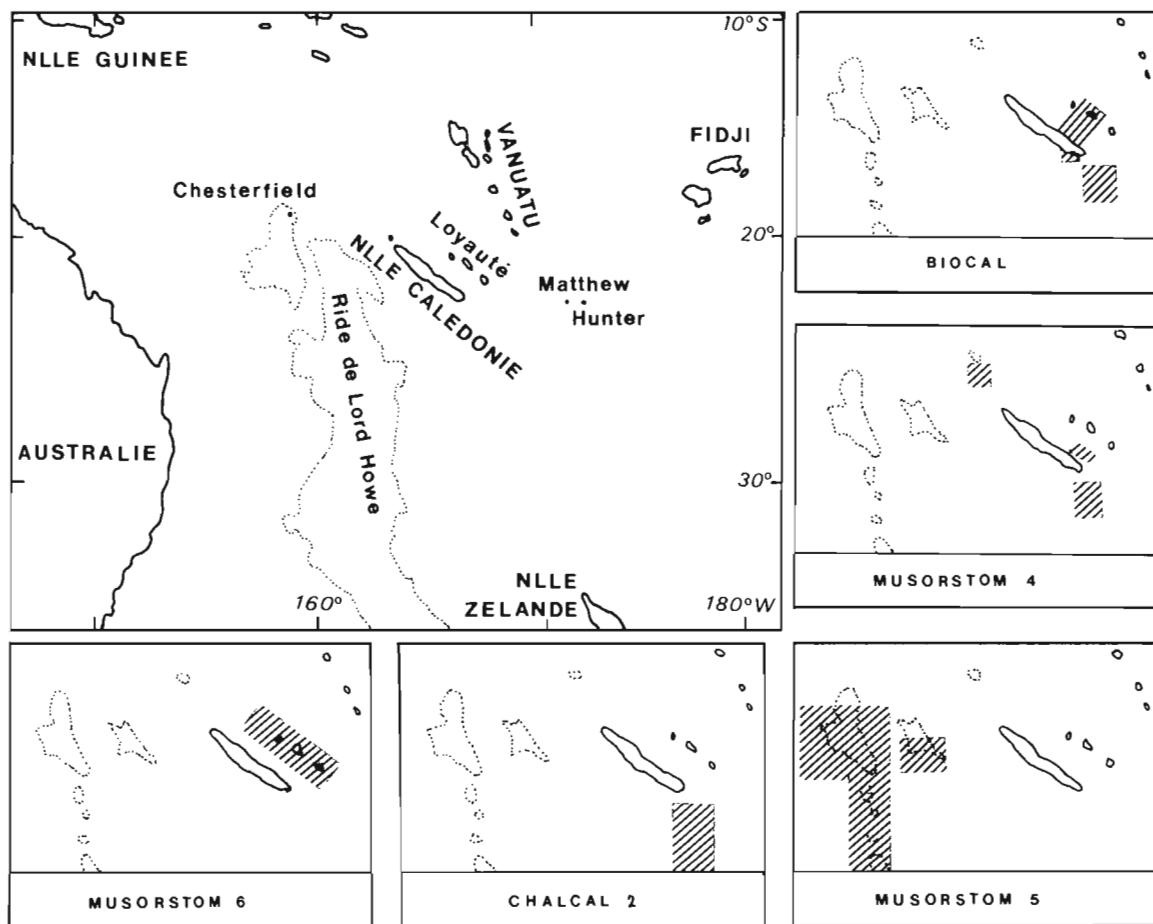 10°S
NLLE GUINEE
VANUATU
FIDJI
Chesterfield
Loyauté
20°
NLLE CALEDONIE
Matthew
Hunter
Ride de Lord Howe
AUSTRALIE
30°
NLLE
ZELANDE
160°
180°W
BIOCAL
MUSORSTOM 4
MUSORSTOM 6
CHALCAL 2
MUSORSTOM 5